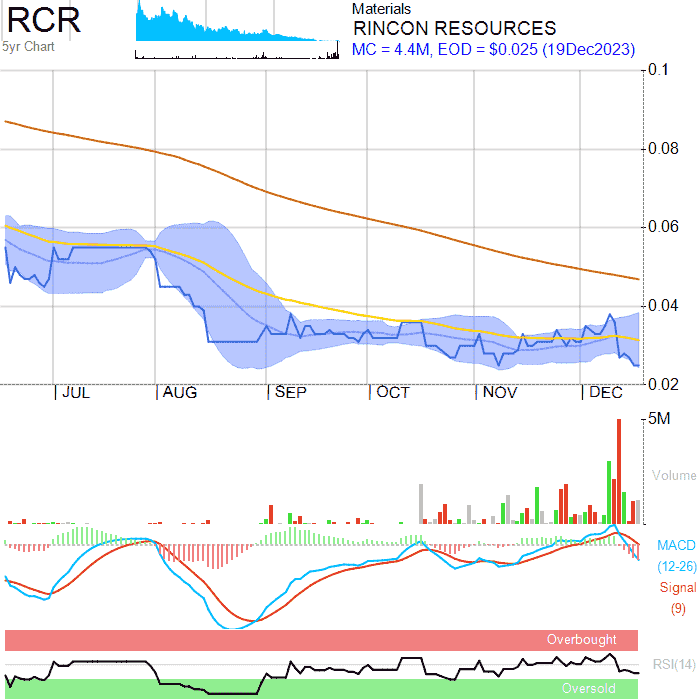 RCR
5yr Chart
Materials
RINCON RESOURCES
MC = 4.4M, EOD = $0.025 (19Dec2023)
0.1
0.08
0.06
0.04
0.02
JUL
AUG
SEP
OCT
NOV
DEC
5M
Volume
MACD
(12-26)
Signal
(9)
Overbought
RSI(14)
Oversold